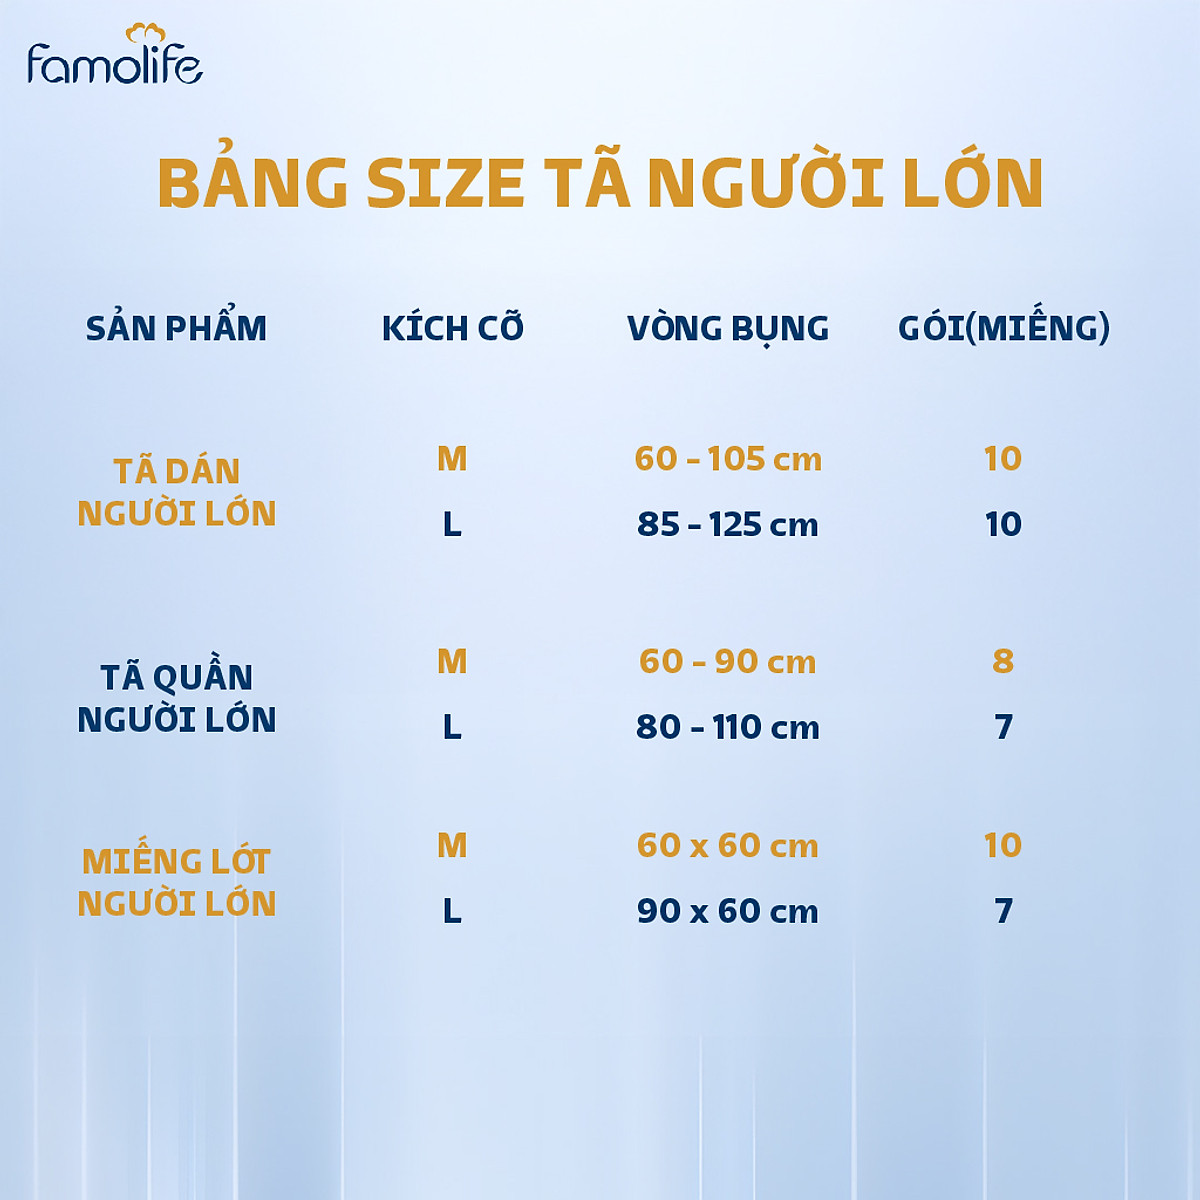 famolife
BẢNG SIZE TÃ NGƯỜI LỚN
SẢN PHẨM KÍCH CỠ VÒNG BỤNG GÓI(MIẾNG)
TÃ DÁN
NGƯỜI LỚN
M 60 - 105 cm 10
L 85 - 125 cm 10
TÃ QUẦN
NGƯỜI LỚN
M 60 - 90 cm 8
L 80 - 110 cm 7
MIẾNG LÓT
NGƯỜI LỚN
M 60 x 60 cm 10
L 90 x 60 cm 7